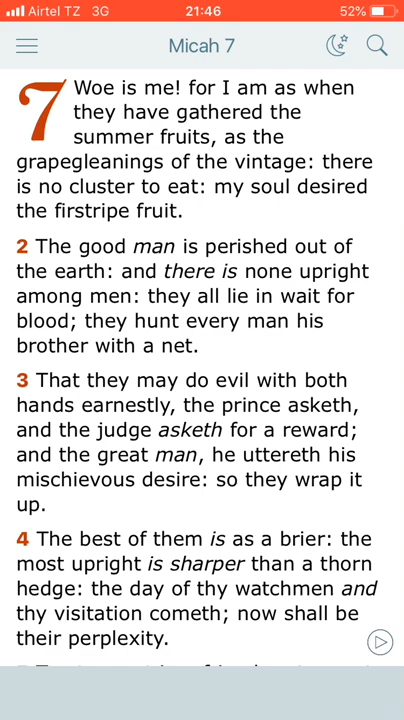 Airtel TZ 3G 21:46 52%
Micah 7
7 Woe is me! for I am as when
they have gathered the
summer fruits, as the
grapegleanings of the vintage: there
is no cluster to eat: my soul desired
the firstripe fruit.
2 The good man is perished out of
the earth: and there is none upright
among men: they all lie in wait for
blood; they hunt every man his
brother with a net.
3 That they may do evil with both
hands earnestly, the prince asketh,
and the judge asketh for a reward;
and the great man, he uttereth his
mischievous desire: so they wrap it
up.
4 The best of them is as a brier: the
most upright is sharper than a thorn
hedge: the day of thy watchmen and
thy visitation cometh; now shall be
their perplexity.